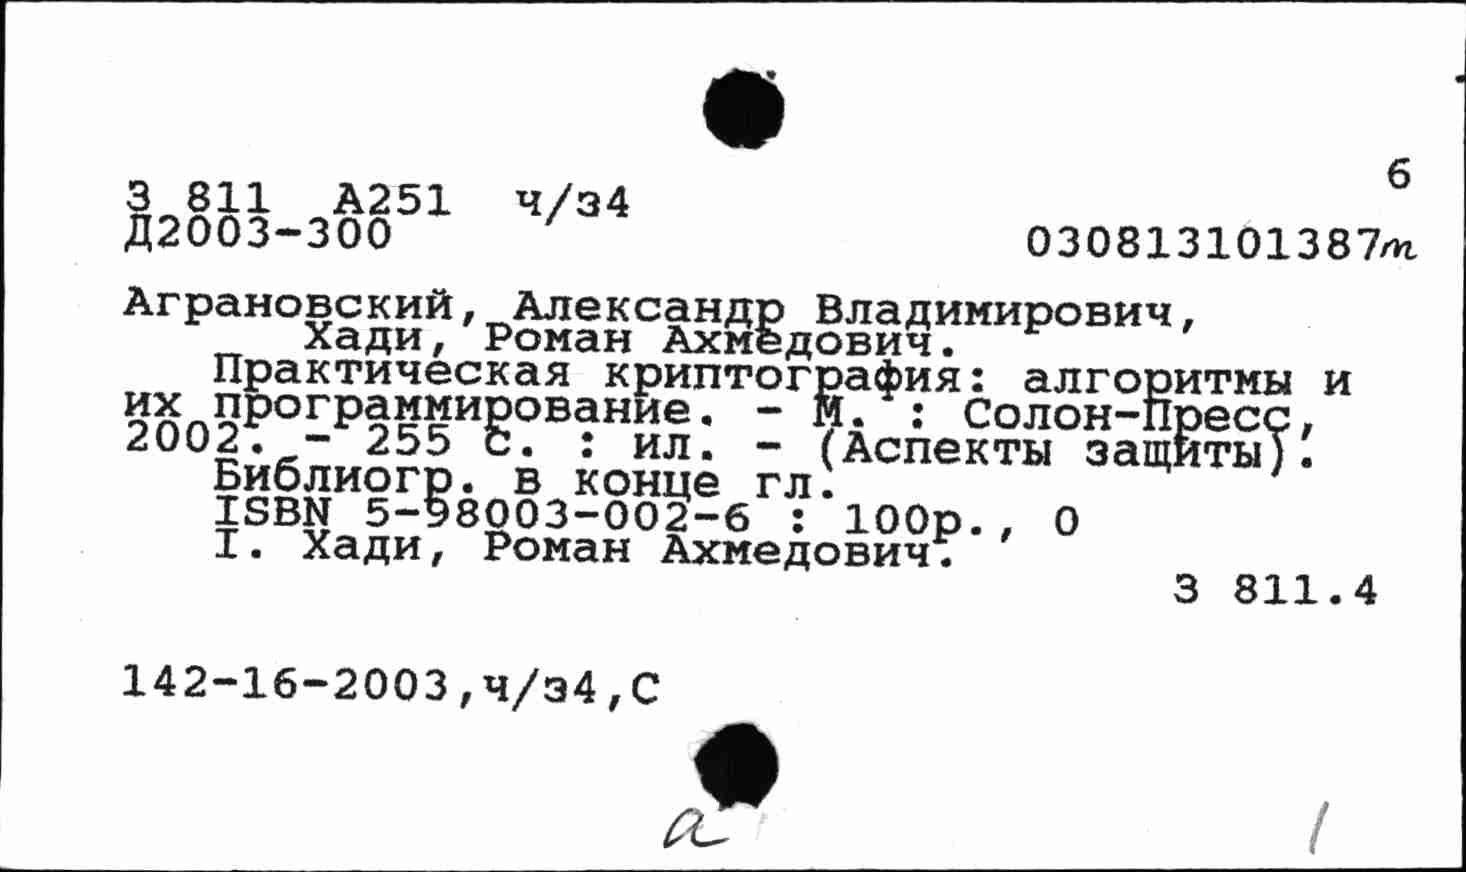 6
З 811 А251 ч/з4
Д2003-300
030813101387т
Аграновский, Александр Владимирович,
Хади, Роман Ахмедович.
Практическая криптография: алгоритмы и
их программирование. - М. : Солон-Пресс,
2002. - 255 с. : ил. - (Аспекты защиты).
Библиогр. в конце гл.
ISBN 5-98003-002-6 : 100р., 0
I. Хади, Роман Ахмедович.
З 811.4
142-16-2003,ч/з4,С
а
1